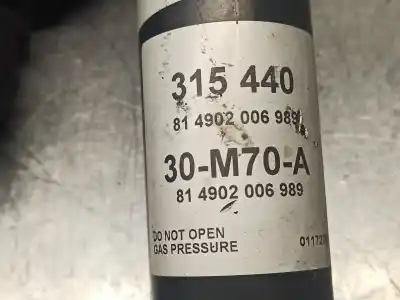 315 440
81 4902 006 989
30-M70-A
81 4902 006 989
DO NOT OPEN
GAS PRESSURE